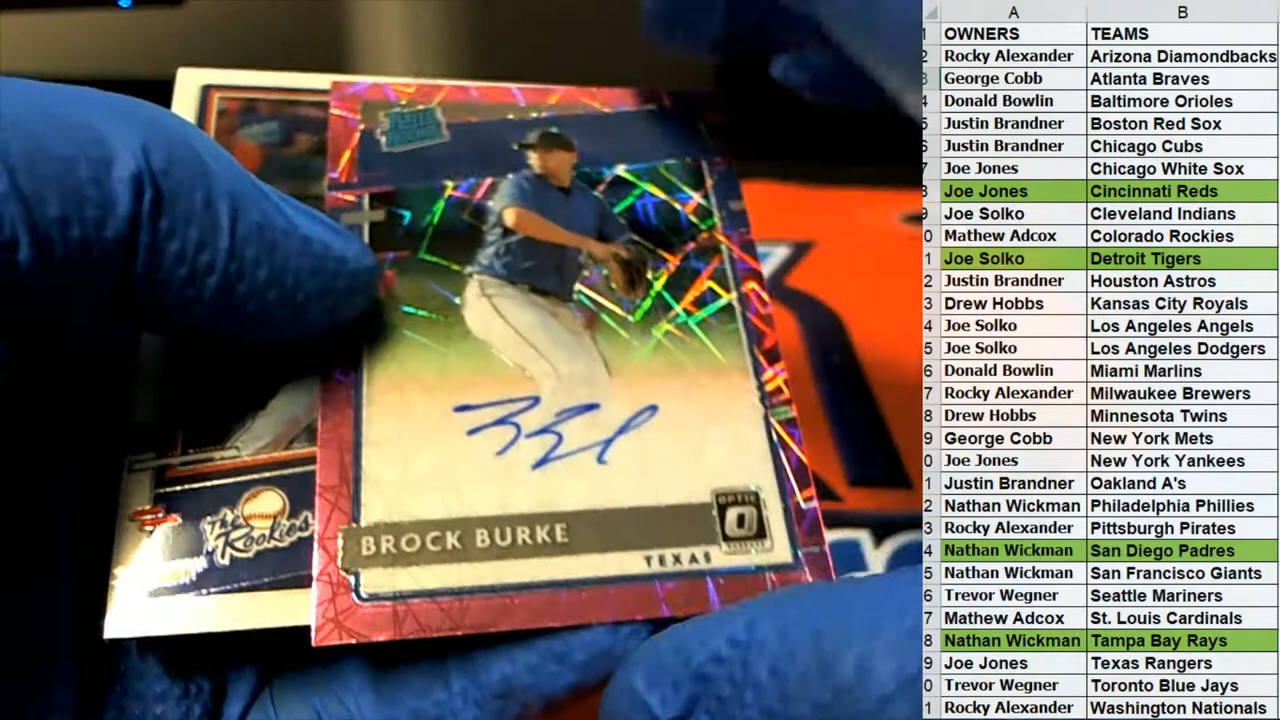 RATED ROOKIE
BROCK BURKE
TEXAS
OPTIC
The Rookies
A B
1 OWNERS TEAMS
2 Rocky Alexander Arizona Diamondbacks
3 George Cobb Atlanta Braves
4 Donald Bowlin Baltimore Orioles
5 Justin Brandner Boston Red Sox
6 Justin Brandner Chicago Cubs
7 Joe Jones Chicago White Sox
8 Joe Jones Cincinnati Reds
9 Joe Solko Cleveland Indians
0 Mathew Adcox Colorado Rockies
1 Joe Solko Detroit Tigers
2 Justin Brandner Houston Astros
3 Drew Hobbs Kansas City Royals
4 Joe Solko Los Angeles Angels
5 Joe Solko Los Angeles Dodgers
6 Donald Bowlin Miami Marlins
7 Rocky Alexander Milwaukee Brewers
8 Drew Hobbs Minnesota Twins
9 George Cobb New York Mets
0 Joe Jones New York Yankees
1 Justin Brandner Oakland A's
2 Nathan Wickman Philadelphia Phillies
3 Rocky Alexander Pittsburgh Pirates
4 Nathan Wickman San Diego Padres
5 Nathan Wickman San Francisco Giants
6 Trevor Wegner Seattle Mariners
7 Mathew Adcox St. Louis Cardinals
8 Nathan Wickman Tampa Bay Rays
9 Joe Jones Texas Rangers
0 Trevor Wegner Toronto Blue Jays
1 Rocky Alexander Washington Nationals